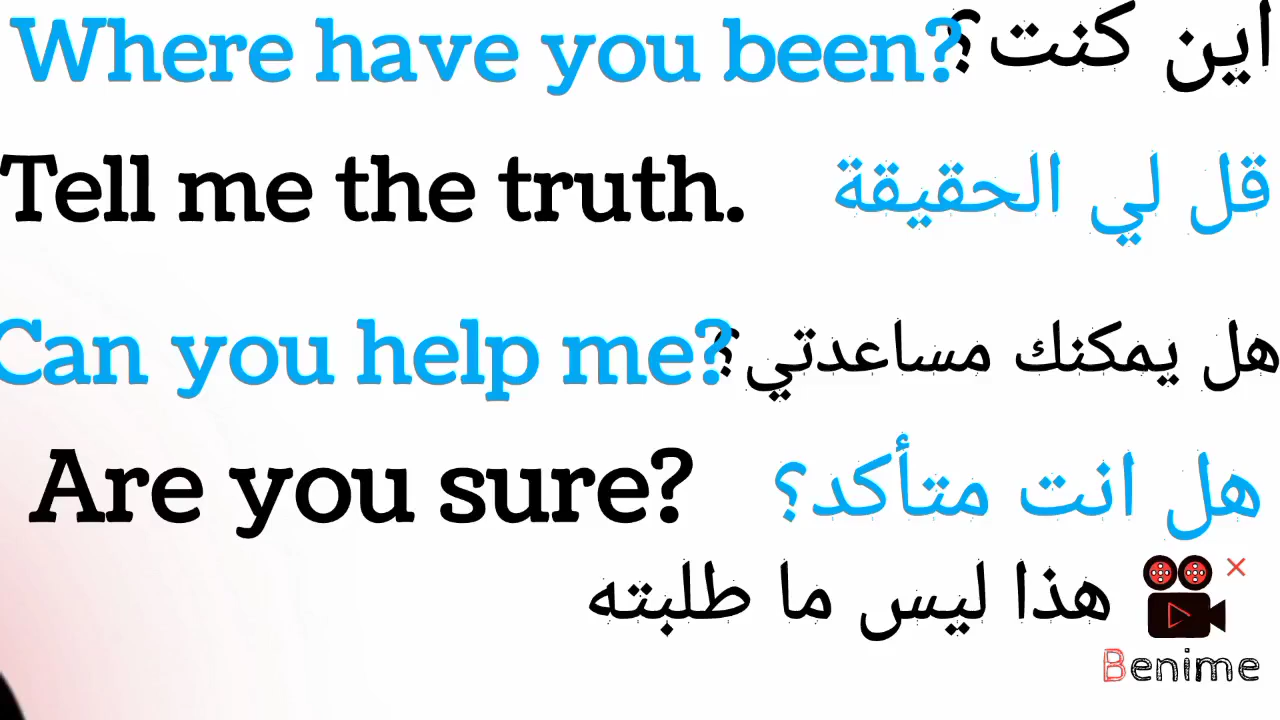 Where have you been? اين كنت؟
Tell me the truth. قل لي الحقيقة
Can you help me? هل يمكنك مساعدتي؟
Are you sure? هل انت متأكد؟
هذا ليس ما طلبته
Benime